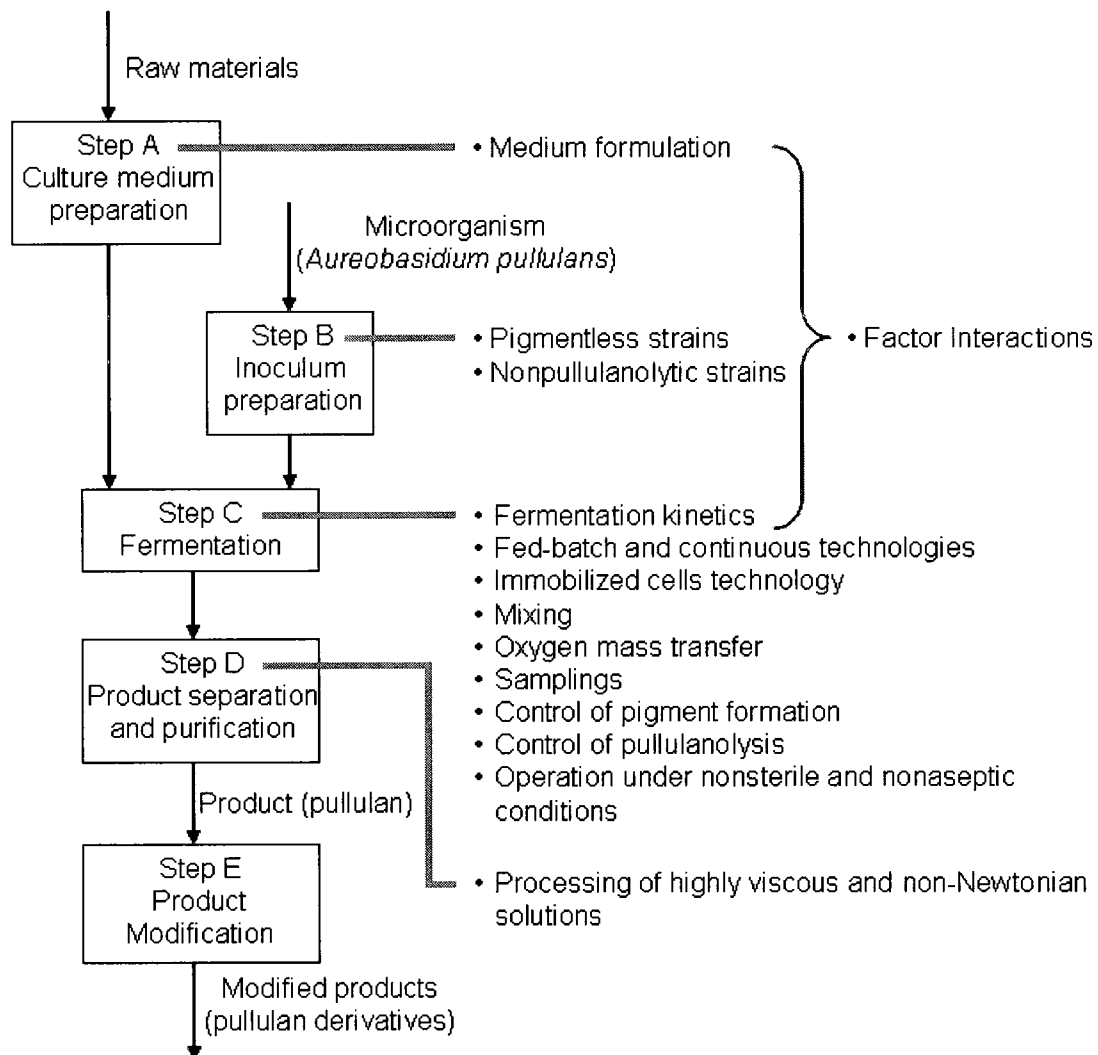 Raw materials
Step A
Culture medium
preparation
• Medium formulation
Microorganism
(Aureobasidium pullulans)
Step B
Inoculum
preparation
• Pigmentless strains
• Nonpullulanolytic strains
• Factor Interactions
Step C
Fermentation
• Fermentation kinetics
• Fed-batch and continuous technologies
• Immobilized cells technology
• Mixing
• Oxygen mass transfer
• Samplings
• Control of pigment formation
• Control of pullulanolysis
• Operation under nonsterile and nonaseptic
conditions
Step D
Product separation
and purification
Product (pullulan)
Step E
Product
Modification
• Processing of highly viscous and non-Newtonian
solutions
Modified products
(pullulan derivatives)